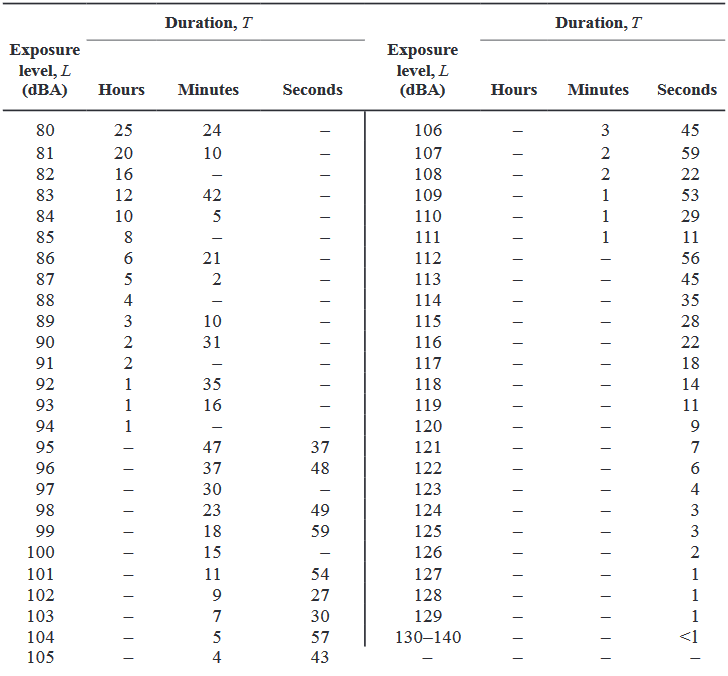 Duration, T Duration, T
Exposure level, L (dBA) Hours Minutes Seconds Exposure level, L (dBA) Hours Minutes Seconds
80 25 24 – 106 – 3 45
81 20 10 – 107 – 2 59
82 16 – – 108 – 2 22
83 12 42 – 109 – 1 53
84 10 5 – 110 – 1 29
85 8 – – 111 – 1 11
86 6 21 – 112 – – 56
87 5 2 – 113 – – 45
88 4 – – 114 – – 35
89 3 10 – 115 – – 28
90 2 31 – 116 – – 22
91 2 – – 117 – – 18
92 1 35 – 118 – – 14
93 1 16 – 119 – – 11
94 1 – – 120 – – 9
95 – 47 37 121 – – 7
96 – 37 48 122 – – 6
97 – 30 – 123 – – 4
98 – 23 49 124 – – 3
99 – 18 59 125 – – 3
100 – 15 – 126 – – 2
101 – 11 54 127 – – 1
102 – 9 27 128 – – 1
103 – 7 30 129 – – 1
104 – 5 57 130–140 – – <1
105 – 4 43 – – – –